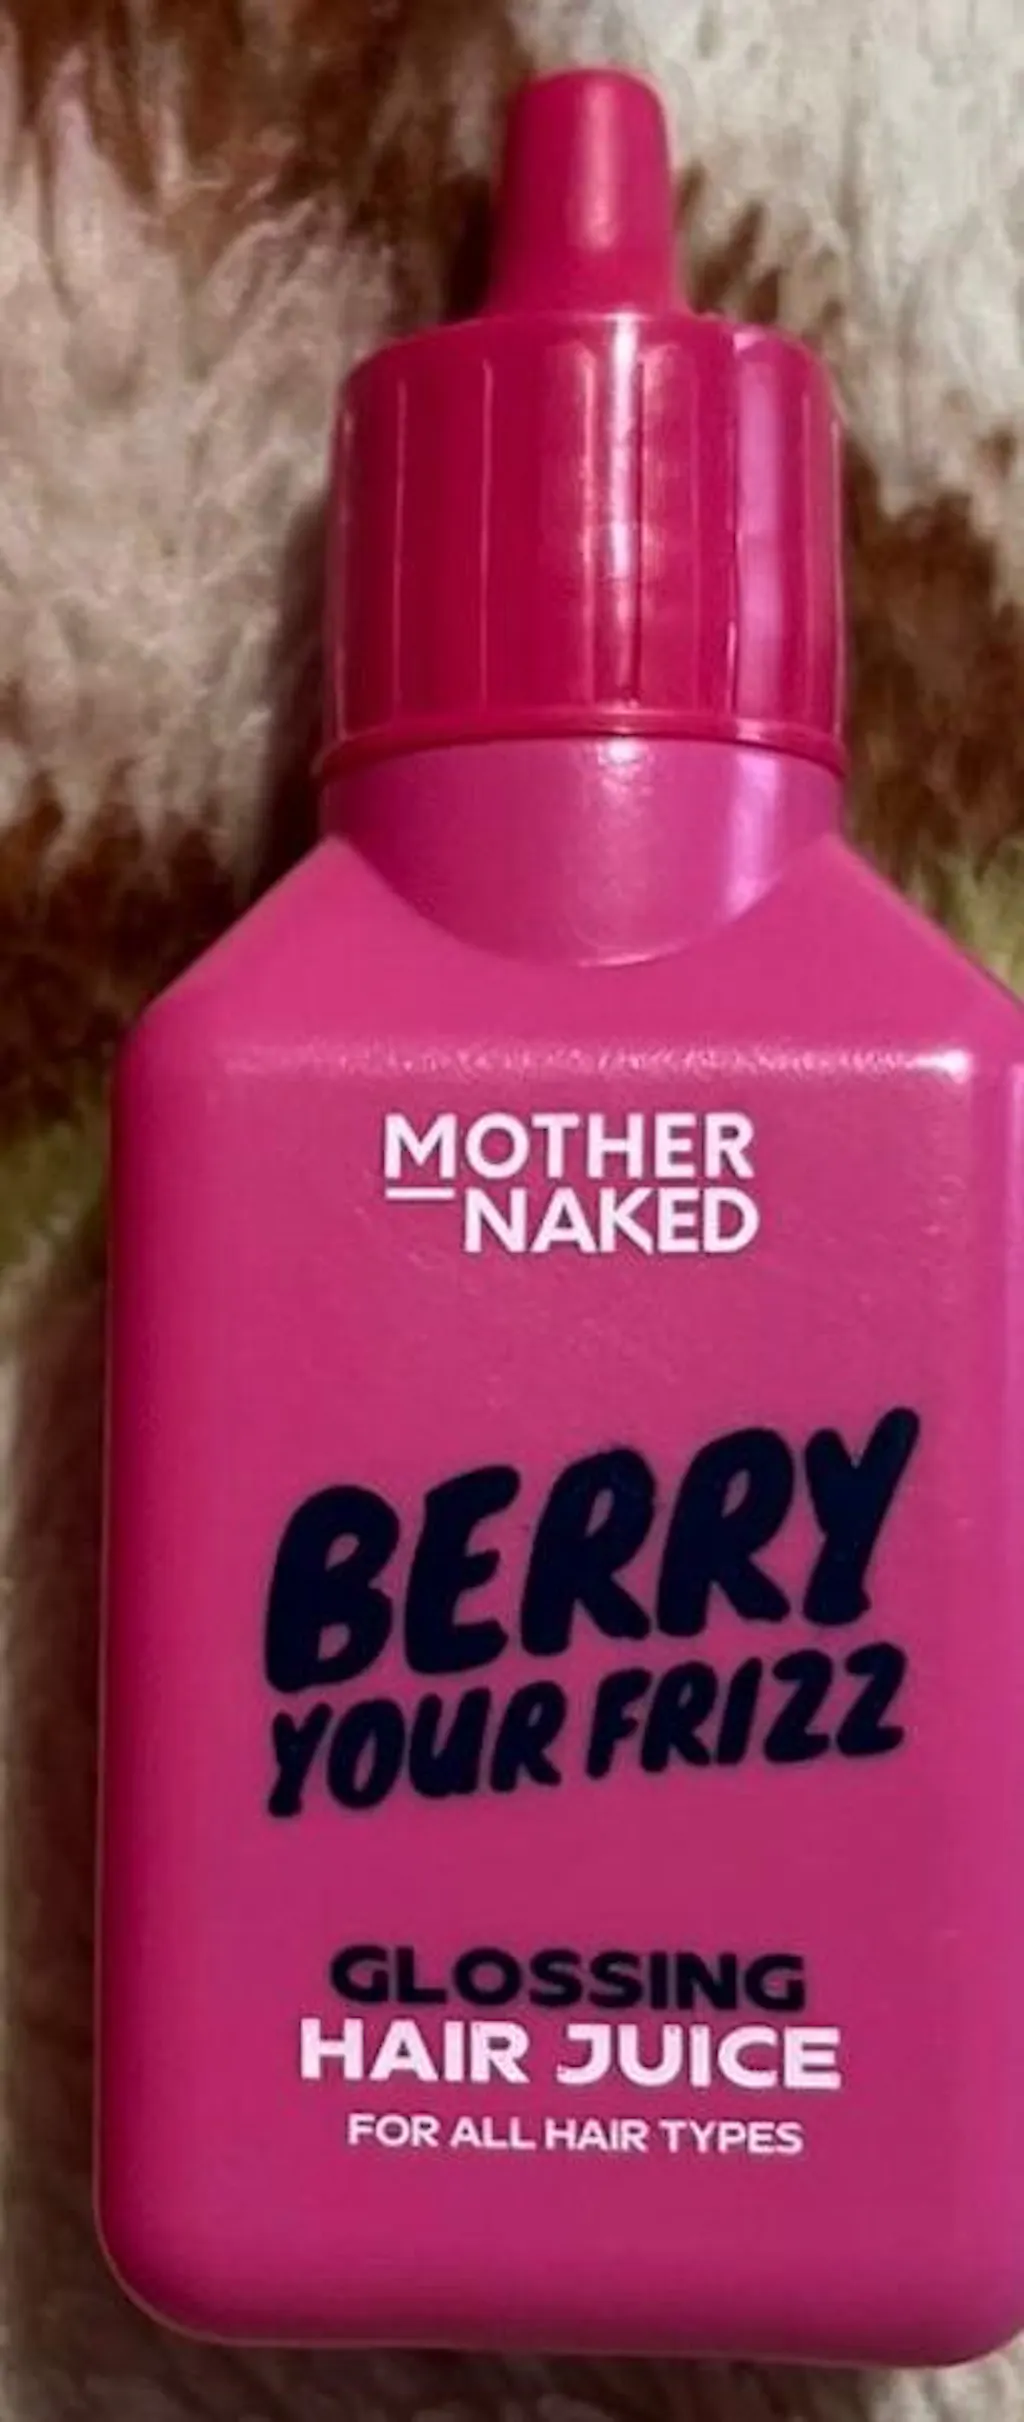 MOTHER
NAKED
BERRY
YOUR FRIZZ
GLOSSING
HAIR JUICE
FOR ALL HAIR TYPES